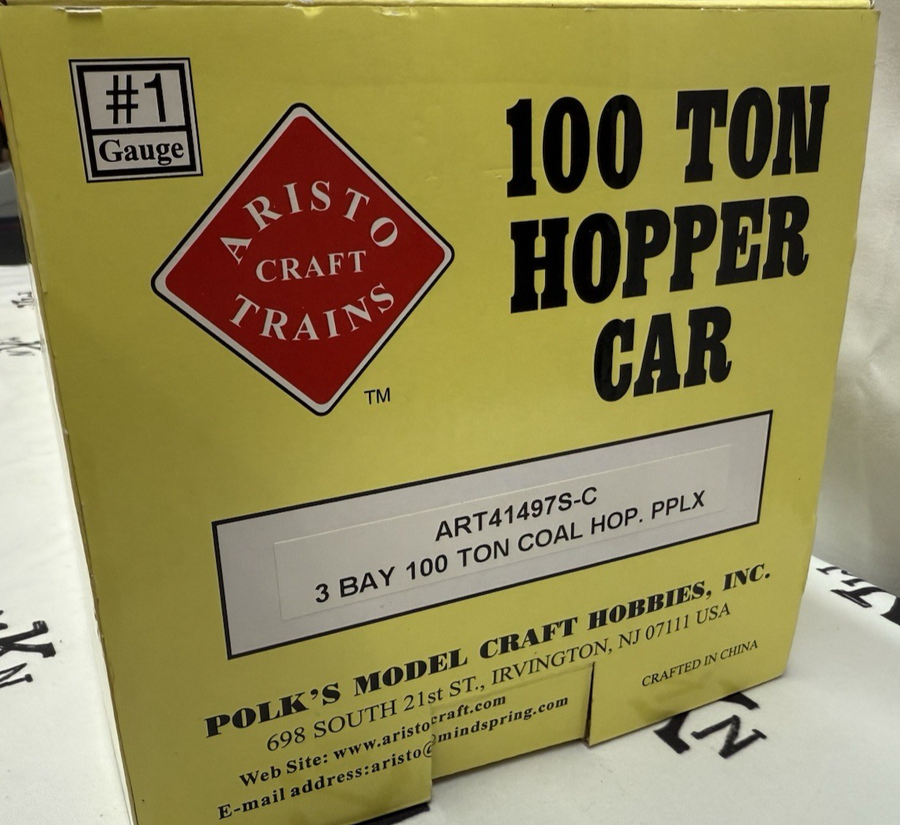 #1
Gauge
ARISTO
CRAFT
TRAINS
TM
100 TON
HOPPER
CAR
ART41497S-C
3 BAY 100 TON COAL HOP. PPLX
POLK'S MODEL CRAFT HOBBIES, INC.
698 SOUTH 21st ST., IRVINGTON, NJ 07111 USA
Web Site: www.aristocraft.com
E-mail address:aristo@mindspring.com
CRAFTED IN CHINA